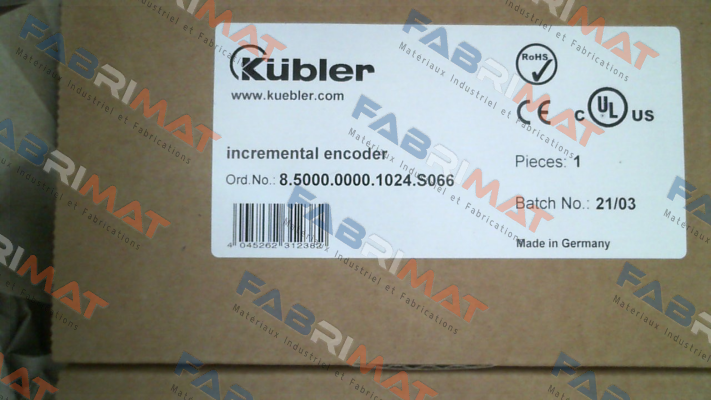 Kübler
www.kuebler.com
RoHS
CE
c UL US
incremental encoder
Ord.No.: 8.5000.0000.1024.S066
Pieces: 1
Batch No.: 21/03
4 045262 312382
Made in Germany
FABRIMAT
Materiaux Industriel et Fabrications